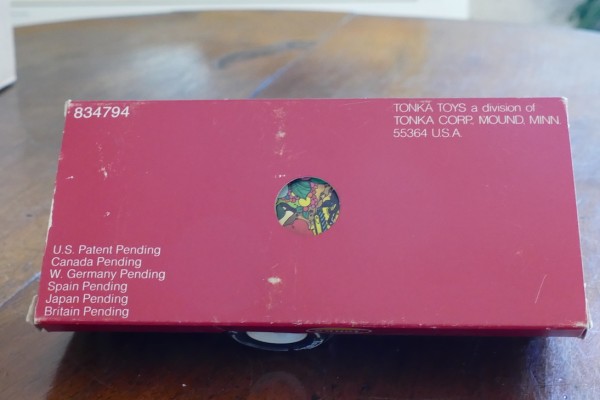 834794
TONKA TOYS a division of
TONKA CORP. MOUND, MINN.
55364 U.S.A.
U.S. Patent Pending
Canada Pending
W. Germany Pending
Spain Pending
Japan Pending
Britain Pending